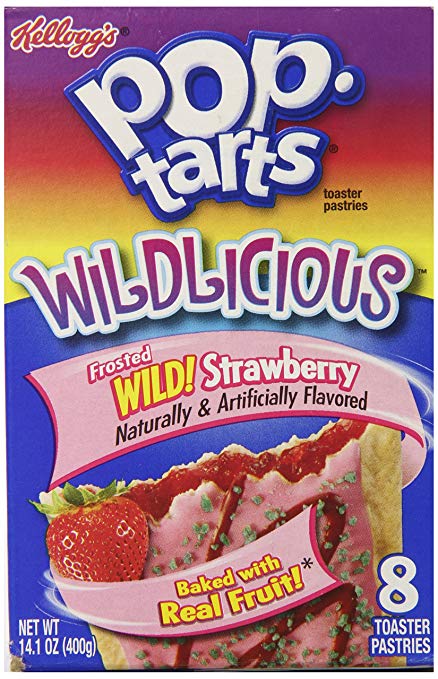 Kellogg's®
pop·
tarts®
toaster
pastries
WILDLICIOUS™
Frosted
WILD! Strawberry
Naturally & Artificially Flavored
Baked with
Real Fruit!*
8
TOASTER
PASTRIES
NET WT
14.1 OZ (400g)